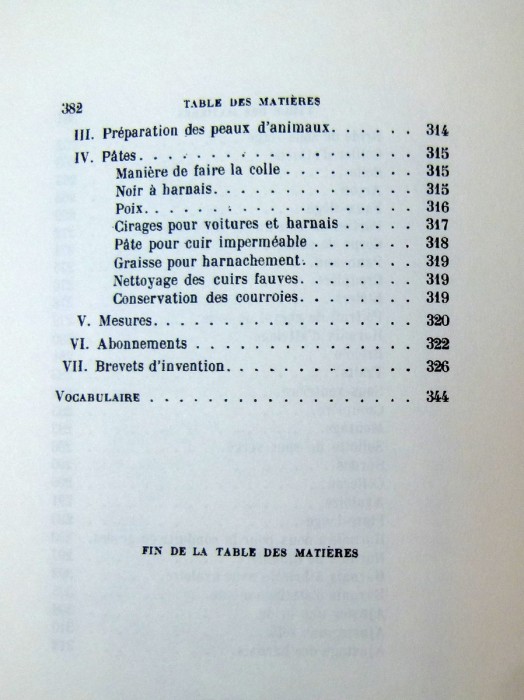 382 TABLE DES MATIÈRES
III. Préparation des peaux d'animaux. . . . . . 314
IV. Pâtes. . . . . . . . . . . . . . . . 315
Manière de faire la colle . . . . . . . . 315
Noir à harnais. . . . . . . . . . . . 315
Poix. . . . . . . . . . . . . . . . 316
Cirages pour voitures et harnais . . . . . 317
Pâte pour cuir imperméable . . . . . . . 318
Graisse pour harnachement. . . . . . . 319
Nettoyage des cuirs fauves. . . . . . . 319
Conservation des courroies. . . . . . . 319
V. Mesures. . . . . . . . . . . . . . . 320
VI. Abonnements . . . . . . . . . . . . . 322
VII. Brevets d'invention. . . . . . . . . . . 326
VOCABULAIRE . . . . . . . . . . . . . . . 344
FIN DE LA TABLE DES MATIÈRES